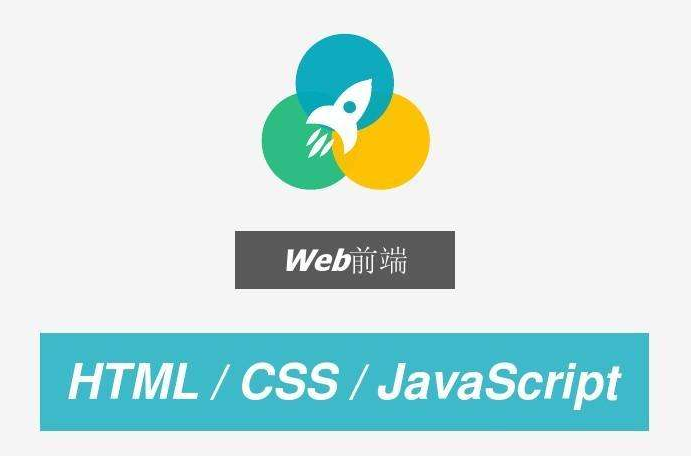 Web前端
HTML / CSS / JavaScript